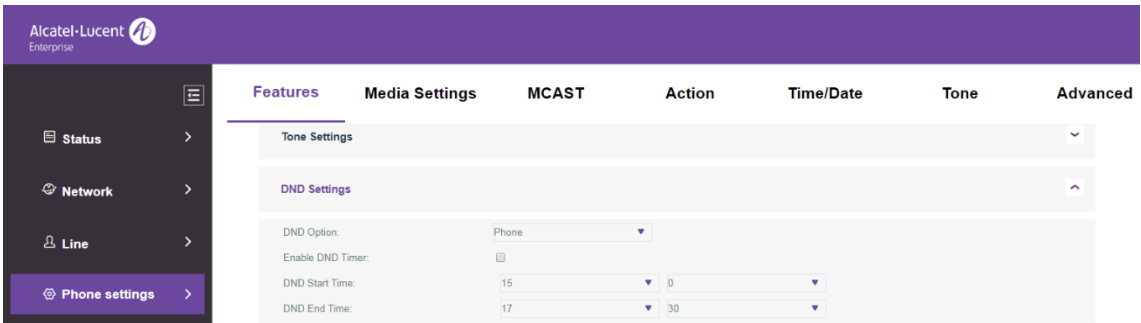 Alcatel·Lucent
Enterprise
Features Media Settings MCAST Action Time/Date Tone Advanced
Status
Network
Line
Phone settings
Tone Settings
DND Settings
DND Option: Phone
Enable DND Timer:
DND Start Time: 15 0
DND End Time: 17 30